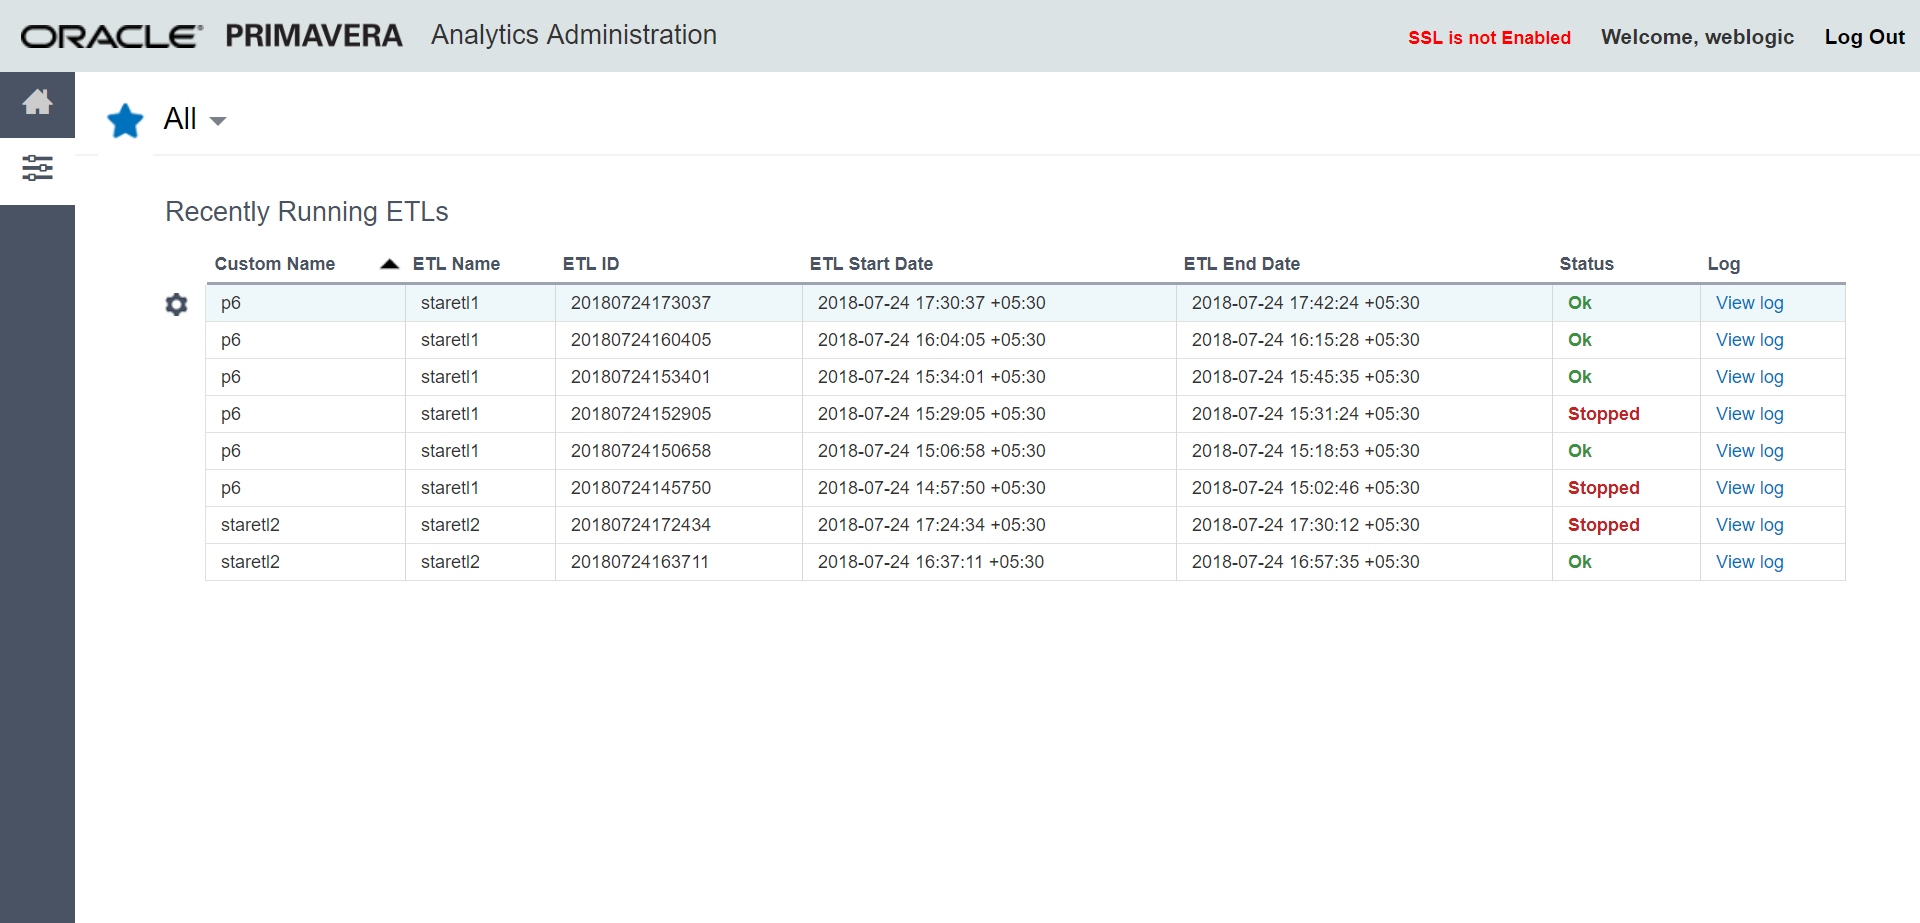 ORACLE® PRIMAVERA Analytics Administration SSL is not Enabled Welcome, weblogic Log Out
All
Recently Running ETLs
Custom Name ETL Name ETL ID ETL Start Date ETL End Date Status Log
p6 staretl1 20180724173037 2018-07-24 17:30:37 +05:30 2018-07-24 17:42:24 +05:30 Ok View log
p6 staretl1 20180724160405 2018-07-24 16:04:05 +05:30 2018-07-24 16:15:28 +05:30 Ok View log
p6 staretl1 20180724153401 2018-07-24 15:34:01 +05:30 2018-07-24 15:45:35 +05:30 Ok View log
p6 staretl1 20180724152905 2018-07-24 15:29:05 +05:30 2018-07-24 15:31:24 +05:30 Stopped View log
p6 staretl1 20180724150658 2018-07-24 15:06:58 +05:30 2018-07-24 15:18:53 +05:30 Ok View log
p6 staretl1 20180724145750 2018-07-24 14:57:50 +05:30 2018-07-24 15:02:46 +05:30 Stopped View log
staretl2 staretl2 20180724172434 2018-07-24 17:24:34 +05:30 2018-07-24 17:30:12 +05:30 Stopped View log
staretl2 staretl2 20180724163711 2018-07-24 16:37:11 +05:30 2018-07-24 16:57:35 +05:30 Ok View log